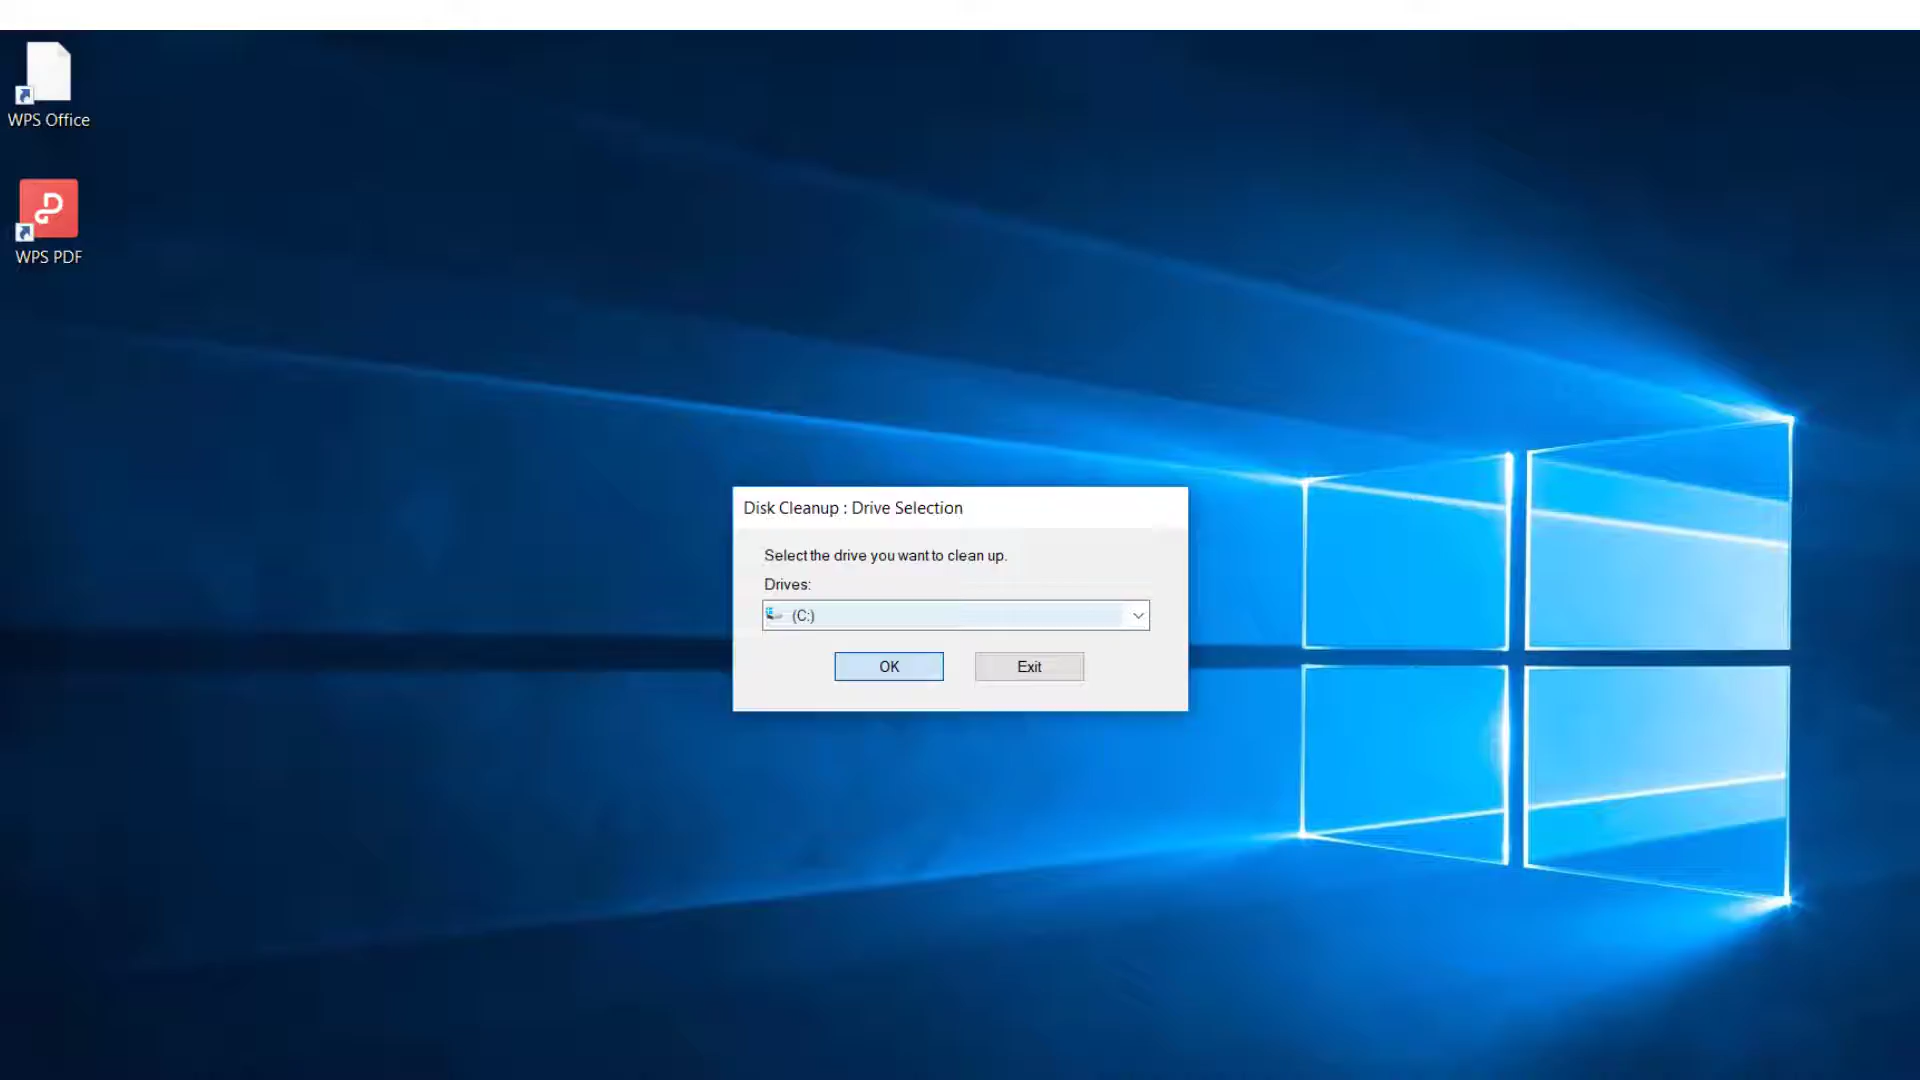 WPS Office
WPS PDF
Disk Cleanup : Drive Selection
Select the drive you want to clean up.
Drives:
(C:)
OK
Exit